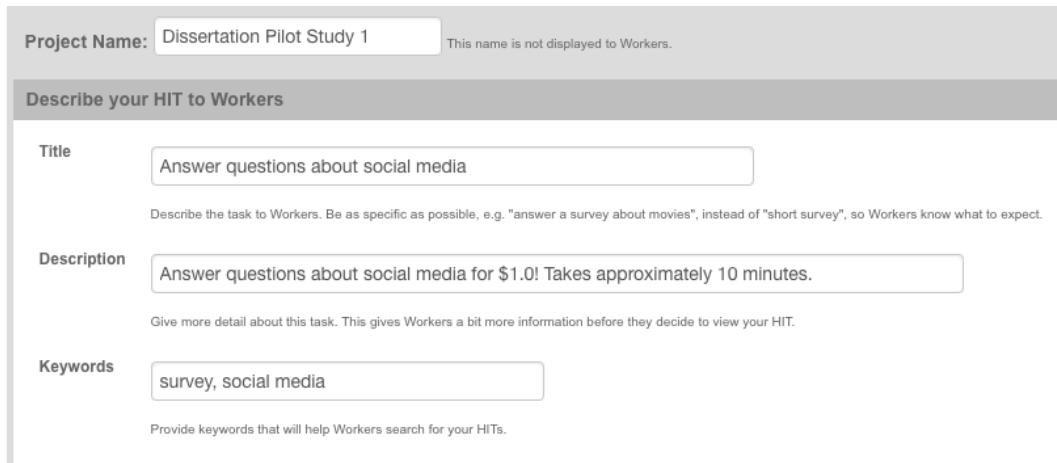 Project Name: Dissertation Pilot Study 1 This name is not displayed to Workers.
Describe your HIT to Workers
Title
Answer questions about social media
Describe the task to Workers. Be as specific as possible, e.g. "answer a survey about movies", instead of "short survey", so Workers know what to expect.
Description
Answer questions about social media for $1.0! Takes approximately 10 minutes.
Give more detail about this task. This gives Workers a bit more information before they decide to view your HIT.
Keywords
survey, social media
Provide keywords that will help Workers search for your HITs.